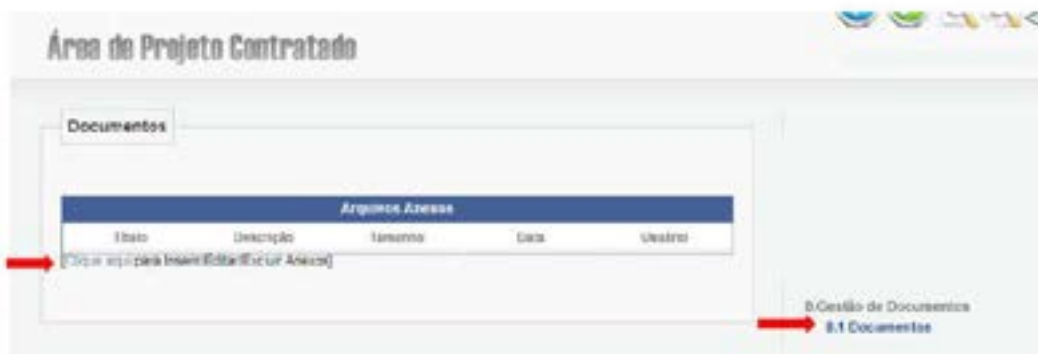 Área de Projeto Contratado
Documentos
Arquivos Anexos
Título Descrição Tamanho Data Usuário
[Clique aqui para Inserir/Editar/Excluir Anexos]
8.Gestão de Documentos
8.1 Documentos